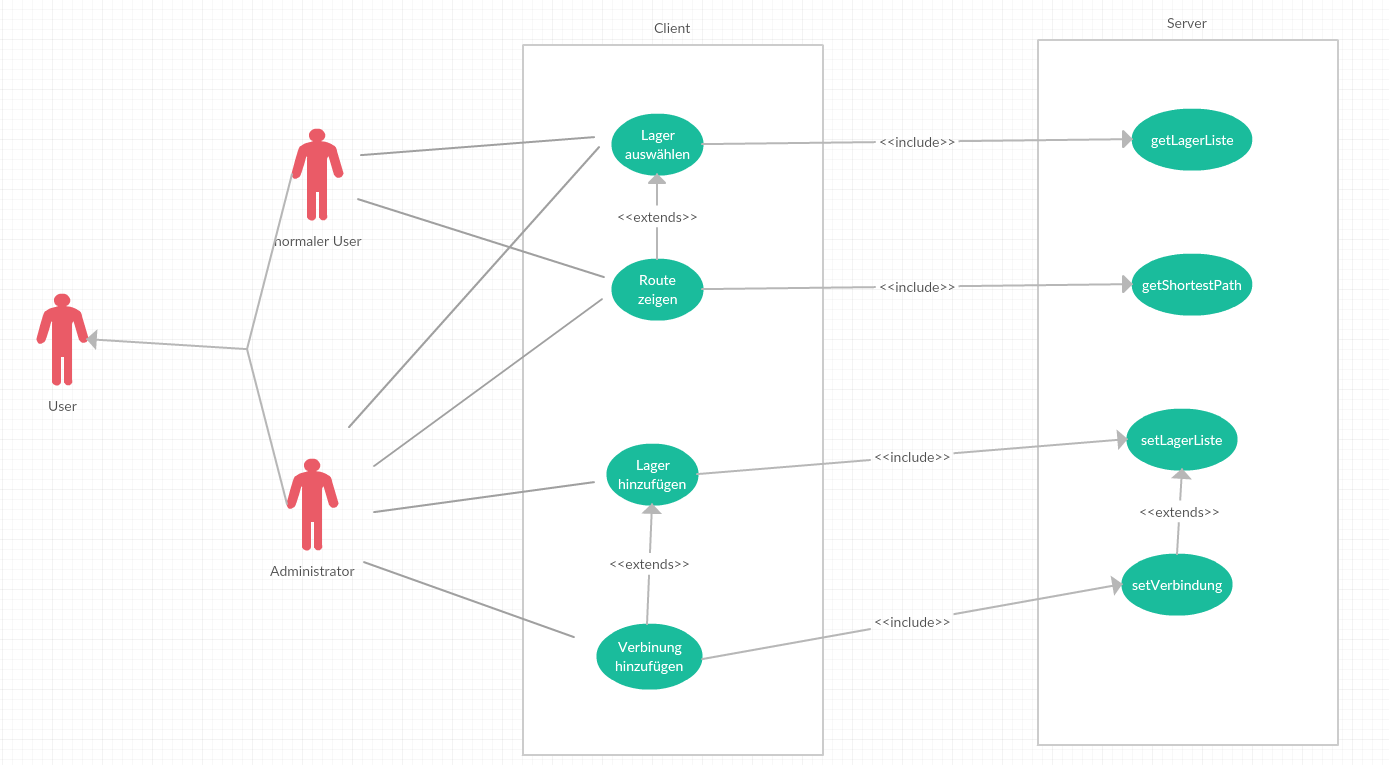 Client
Server
Lager
auswählen
<<include>>
getLagerListe
<<extends>>
normaler User
Route
zeigen
<<include>>
getShortestPath
User
Lager
hinzufügen
<<include>>
setLagerListe
<<extends>>
Administrator
<<extends>>
setVerbindung
<<include>>
Verbinung
hinzufügen